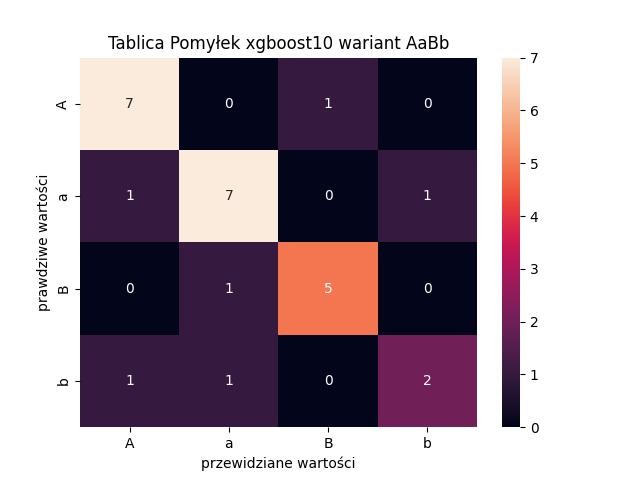 Tablica Pomyłek xgboost10 wariant AaBb
prawdziwe wartości
A
7 0 1 0
a
1 7 0 1
B
0 1 5 0
b
1 1 0 2
A a B b
przewidziane wartości
7
6
5
4
3
2
1
0